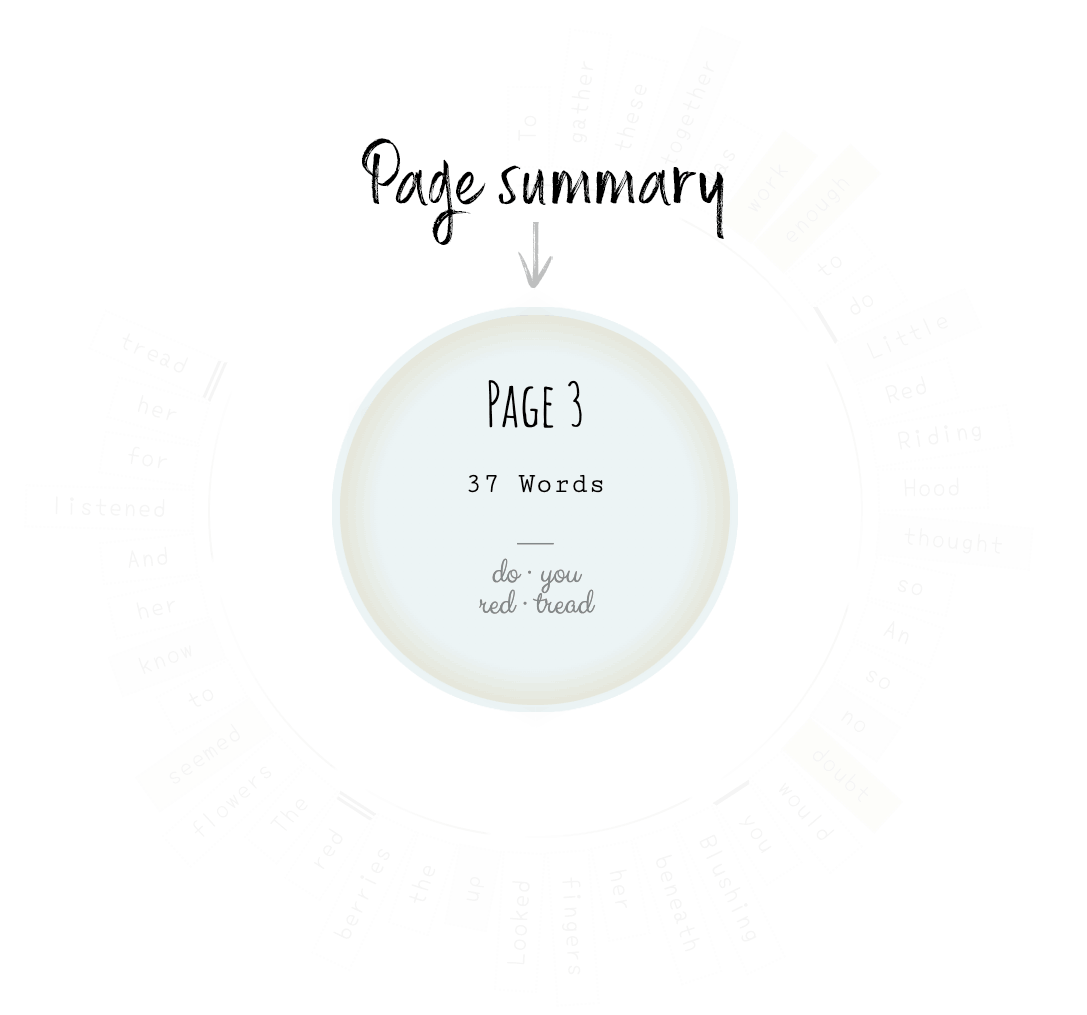 Page summary
Page 3
37 Words
do · you
red · tread
To
gather
these
together
as
work
enough
to
do
Little
Red
Riding
Hood
thought
so
An
so
no
doubt
would
you
Blushing
beneath
her
fingers
Looked
up
the
berries
red
The
flowers
seemed
to
know
her
And
listened
for
her
tread